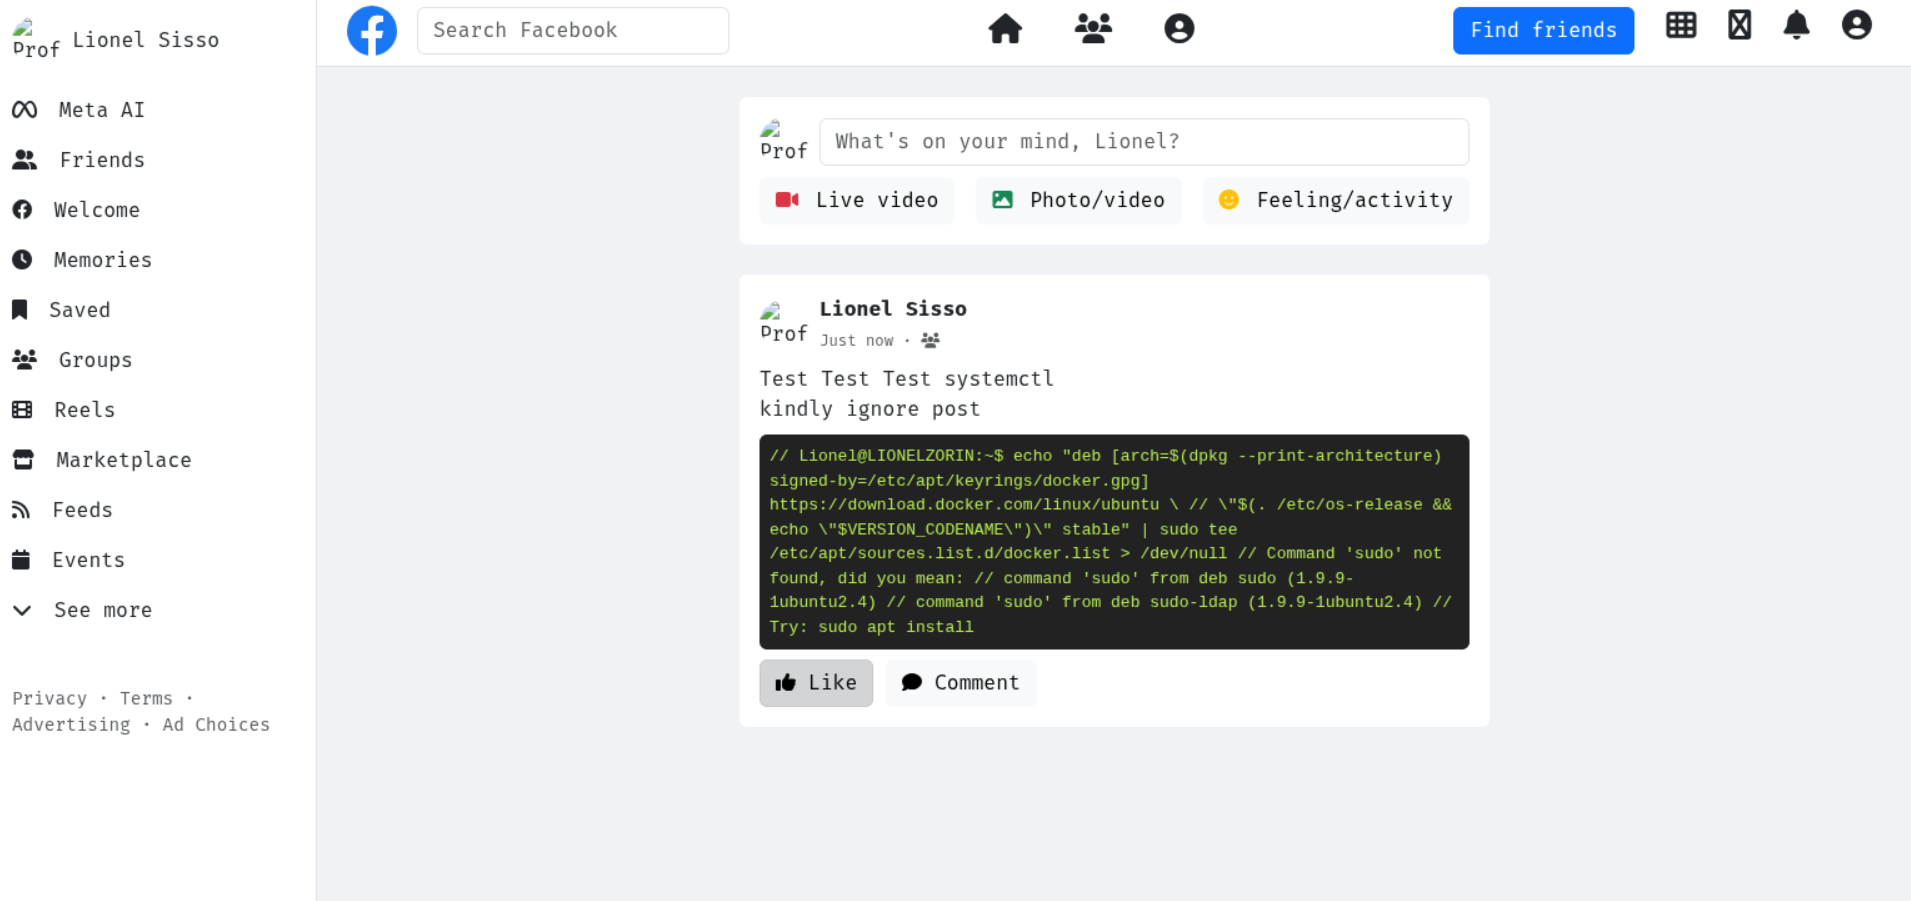 Prof Lionel Sisso
Meta AI
Friends
Welcome
Memories
Saved
Groups
Reels
Marketplace
Feeds
Events
See more
Privacy · Terms ·
Advertising · Ad Choices
Search Facebook
Find friends
Prof What's on your mind, Lionel?
Live video Photo/video Feeling/activity
Prof Lionel Sisso
Just now ·
Test Test Test systemctl
kindly ignore post
// Lionel@LIONELZORIN:~$ echo "deb [arch=$(dpkg --print-architecture)
signed-by=/etc/apt/keyrings/docker.gpg]
https://download.docker.com/linux/ubuntu \ // \"$(. /etc/os-release &&
echo \"$VERSION_CODENAME\")\" stable" | sudo tee
/etc/apt/sources.list.d/docker.list > /dev/null // Command 'sudo' not
found, did you mean: // command 'sudo' from deb sudo (1.9.9-
1ubuntu2.4) // command 'sudo' from deb sudo-ldap (1.9.9-1ubuntu2.4) //
Try: sudo apt install
Like Comment